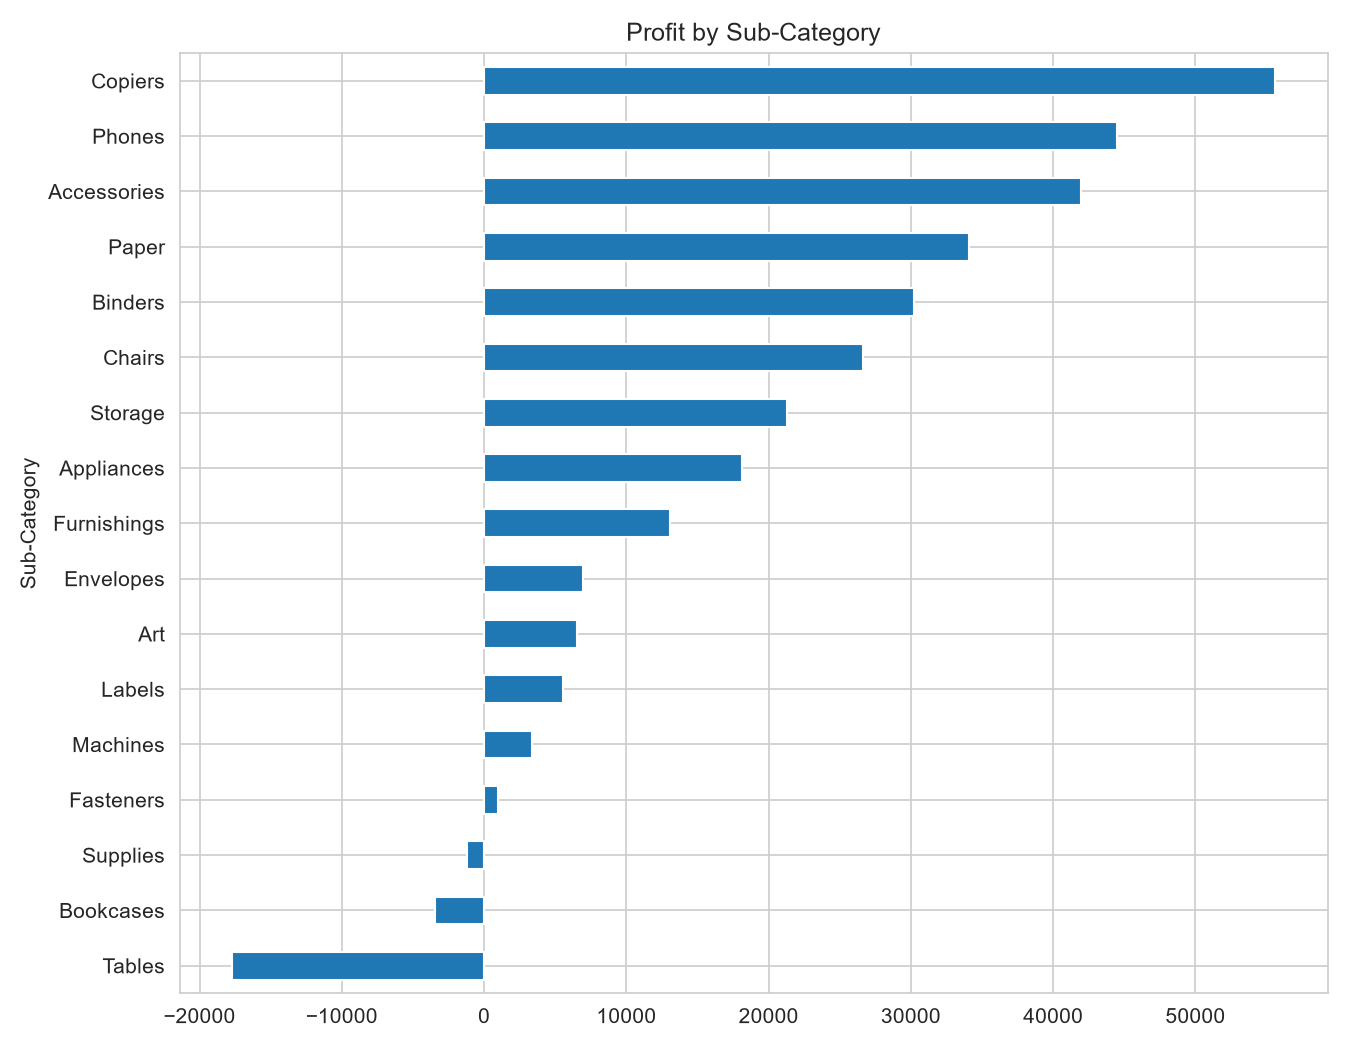 Profit by Sub-Category
Copiers
Phones
Accessories
Paper
Binders
Chairs
Storage
Appliances
Furnishings
Envelopes
Art
Labels
Machines
Fasteners
Supplies
Bookcases
Tables
Sub-Category
−20000 −10000 0 10000 20000 30000 40000 50000